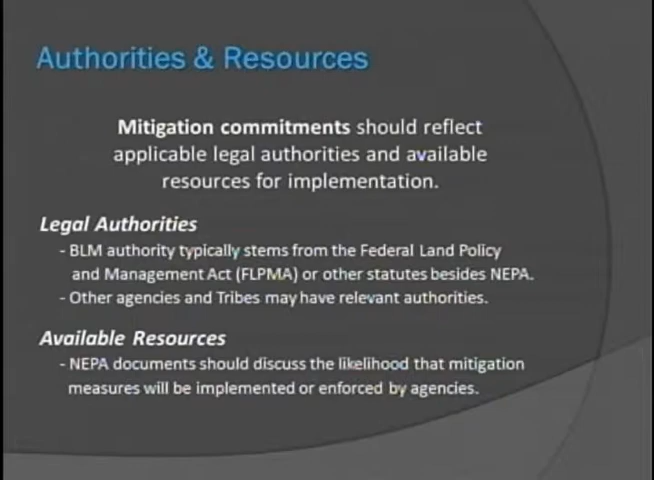 Authorities & Resources
Mitigation commitments should reflect
applicable legal authorities and available
resources for implementation.
Legal Authorities
- BLM authority typically stems from the Federal Land Policy
and Management Act (FLPMA) or other statutes besides NEPA.
- Other agencies and Tribes may have relevant authorities.
Available Resources
- NEPA documents should discuss the likelihood that mitigation
measures will be implemented or enforced by agencies.